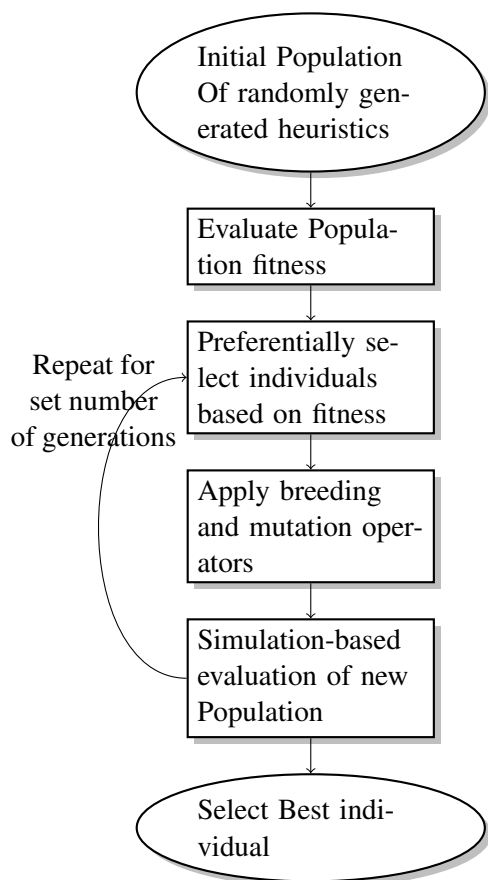 Initial Population
Of randomly gen-
erated heuristics
Evaluate Popula-
tion fitness
Preferentially se-
lect individuals
based on fitness
Repeat for
set number
of generations
Apply breeding
and mutation oper-
ators
Simulation-based
evaluation of new
Population
Select Best indi-
vidual